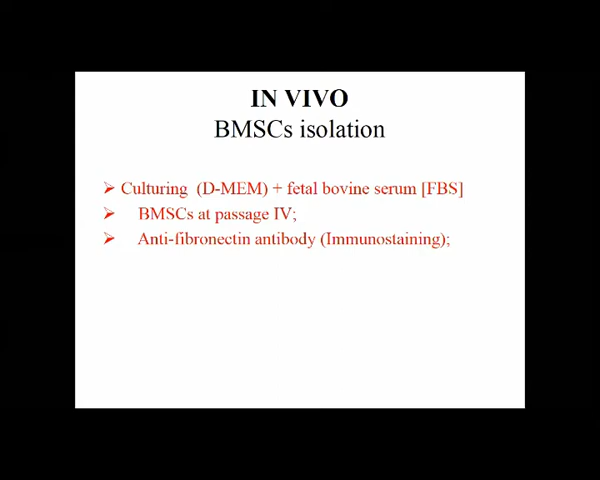 IN VIVO
BMSCs isolation
➢ Culturing (D-MEM) + fetal bovine serum [FBS]
➢ BMSCs at passage IV;
➢ Anti-fibronectin antibody (Immunostaining);